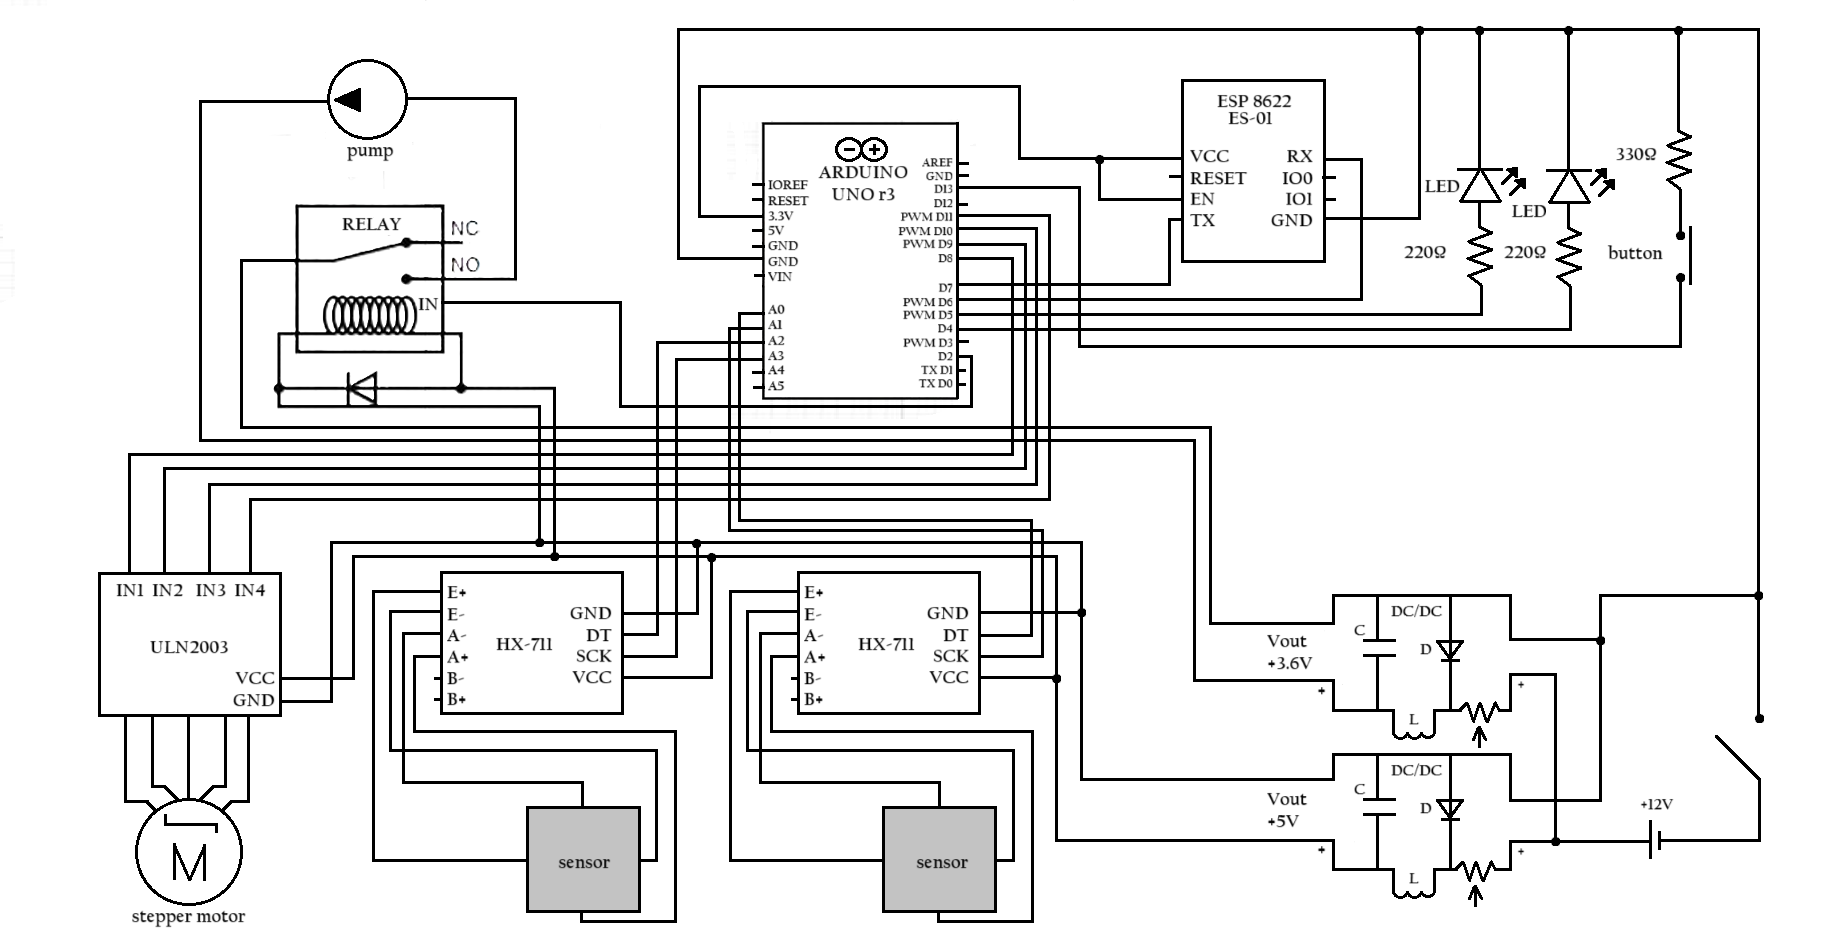 pump
RELAY
NC
NO
IN
ARDUINO
UNO r3
IOREF
RESET
3.3V
5V
GND
GND
VIN
A0
A1
A2
A3
A4
A5
AREF
GND
D13
D12
PWM D11
PWM D10
PWM D9
D8
D7
PWM D6
PWM D5
D4
PWM D3
D2
TX D1
TX D0
ESP 8622
ES-01
VCC
RESET
EN
TX
RX
IO0
IO1
GND
LED
220Ω
LED
220Ω
330Ω
button
IN1 IN2 IN3 IN4
ULN2003
VCC
GND
M
stepper motor
E+
E-
A-
A+
B-
B+
HX-711
GND
DT
SCK
VCC
sensor
E+
E-
A-
A+
B-
B+
HX-711
GND
DT
SCK
VCC
sensor
Vout
+3.6V
+
DC/DC
C
D
L
+
Vout
+5V
+
DC/DC
C
D
L
+
+12V